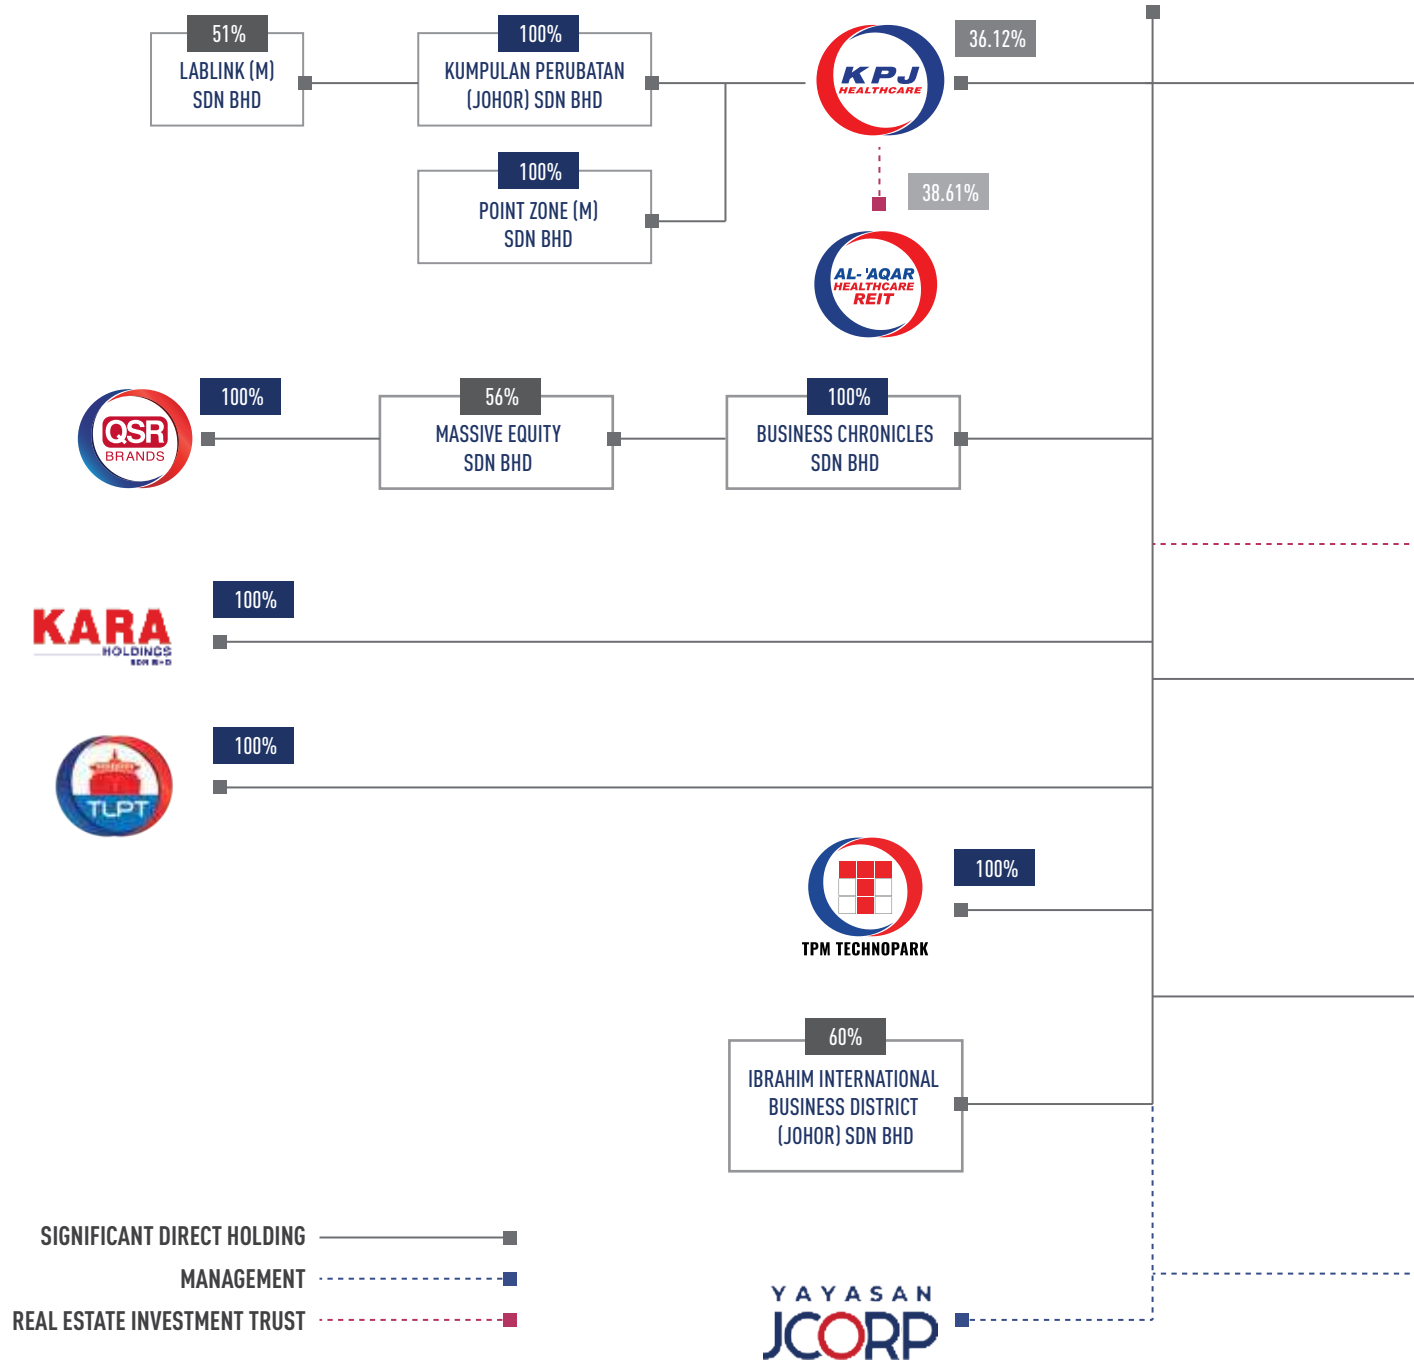 51%
LABLINK (M)
SDN BHD
100%
KUMPULAN PERUBATAN
(JOHOR) SDN BHD
KPJ
HEALTHCARE
36.12%
100%
POINT ZONE (M)
SDN BHD
38.61%
AL-'AQAR
HEALTHCARE
REIT
QSR
BRANDS
100%
56%
MASSIVE EQUITY
SDN BHD
100%
BUSINESS CHRONICLES
SDN BHD
KARA
HOLDINGS
SDN BHD
100%
TLPT
100%
TPM TECHNOPARK
100%
60%
IBRAHIM INTERNATIONAL
BUSINESS DISTRICT
(JOHOR) SDN BHD
SIGNIFICANT DIRECT HOLDING
MANAGEMENT
REAL ESTATE INVESTMENT TRUST
YAYASAN
JCORP